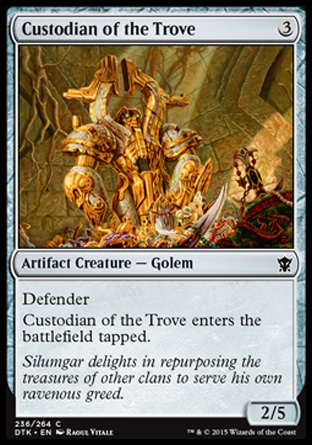 Custodian of the Trove 3
Artifact Creature — Golem
Defender
Custodian of the Trove enters the
battlefield tapped.
Silumgar delights in repurposing the
treasures of other clans to serve his own
ravenous greed.
2/5
236/264 C
DTK • EN Raoul Vitale
™ & © 2015 Wizards of the Coast